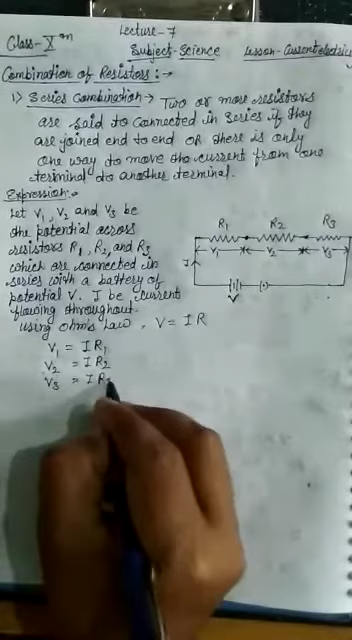 Lecture-7
Class-Xth Subject-Science Lesson-Current electric
Combination of Resistors:-
1) Series Combination → Two or more resistors
are said to connected in series if they
are joined end to end or there is only
one way to move the current from one
terminal to another terminal.
Expression:-
Let V1, V2 and V3 be
the potential across
resistors R1, R2, and R3
which are connected in
series with a battery of
potential V. I be current
flowing throughout.
R1 R2 R3
V1 V2 V3
I
V
using ohm's Law, V = IR
V1 = IR1
V2 = IR2
V3 = IR3